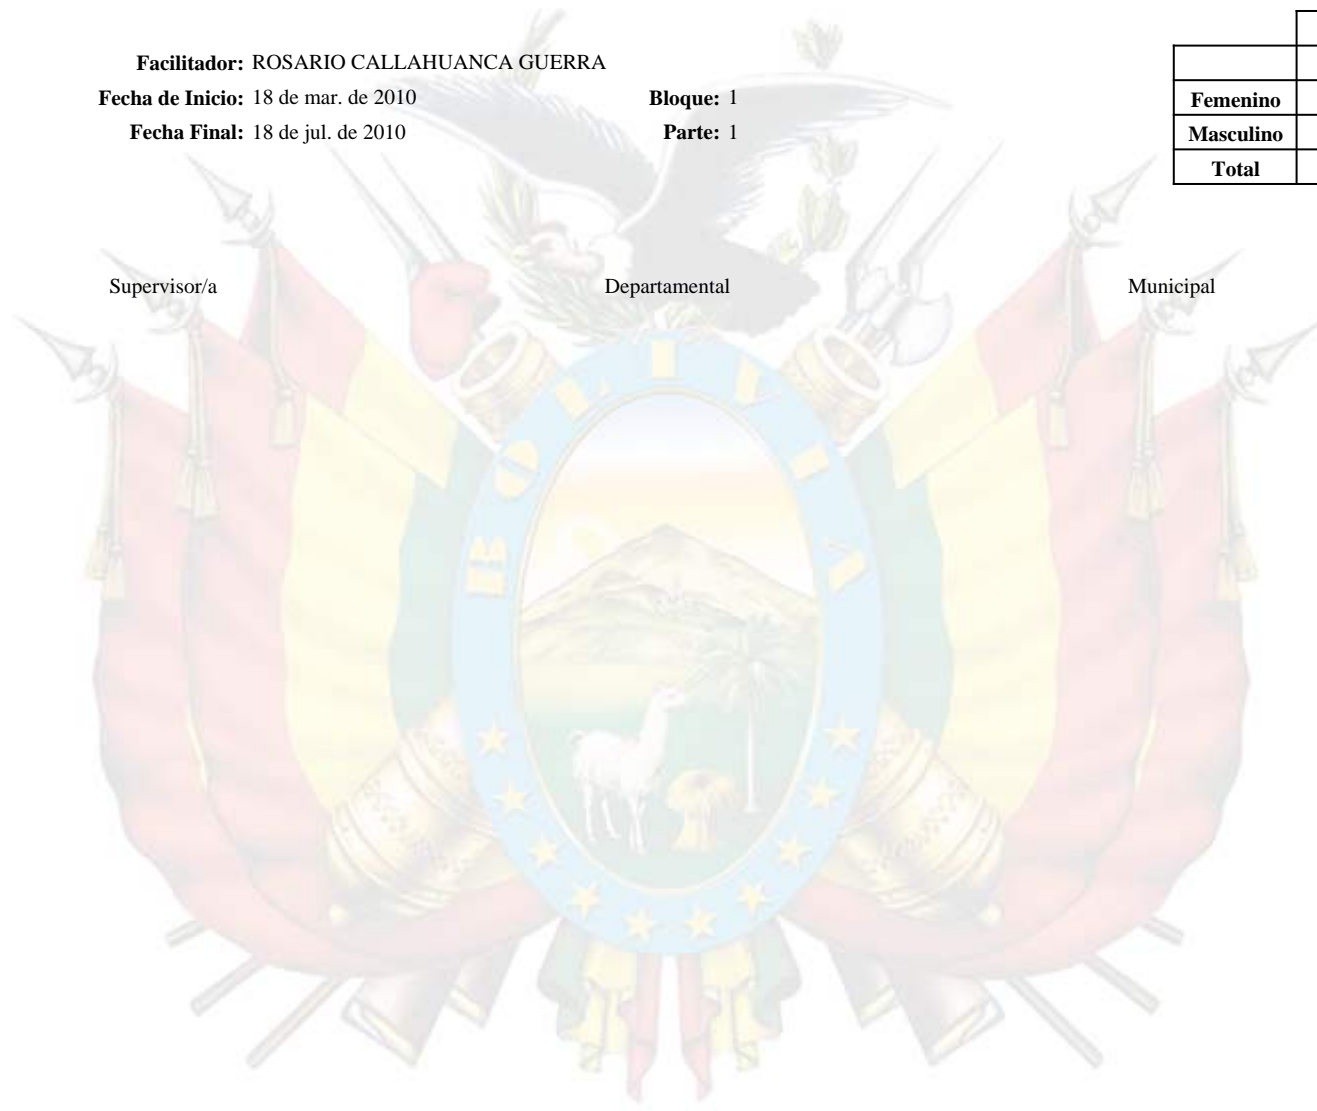 Facilitador: ROSARIO CALLAHUANCA GUERRA
Fecha de Inicio: 18 de mar. de 2010 Bloque: 1
Fecha Final: 18 de jul. de 2010 Parte: 1
Femenino
Masculino
Total
Supervisor/a Departamental Municipal
BOLIVIA